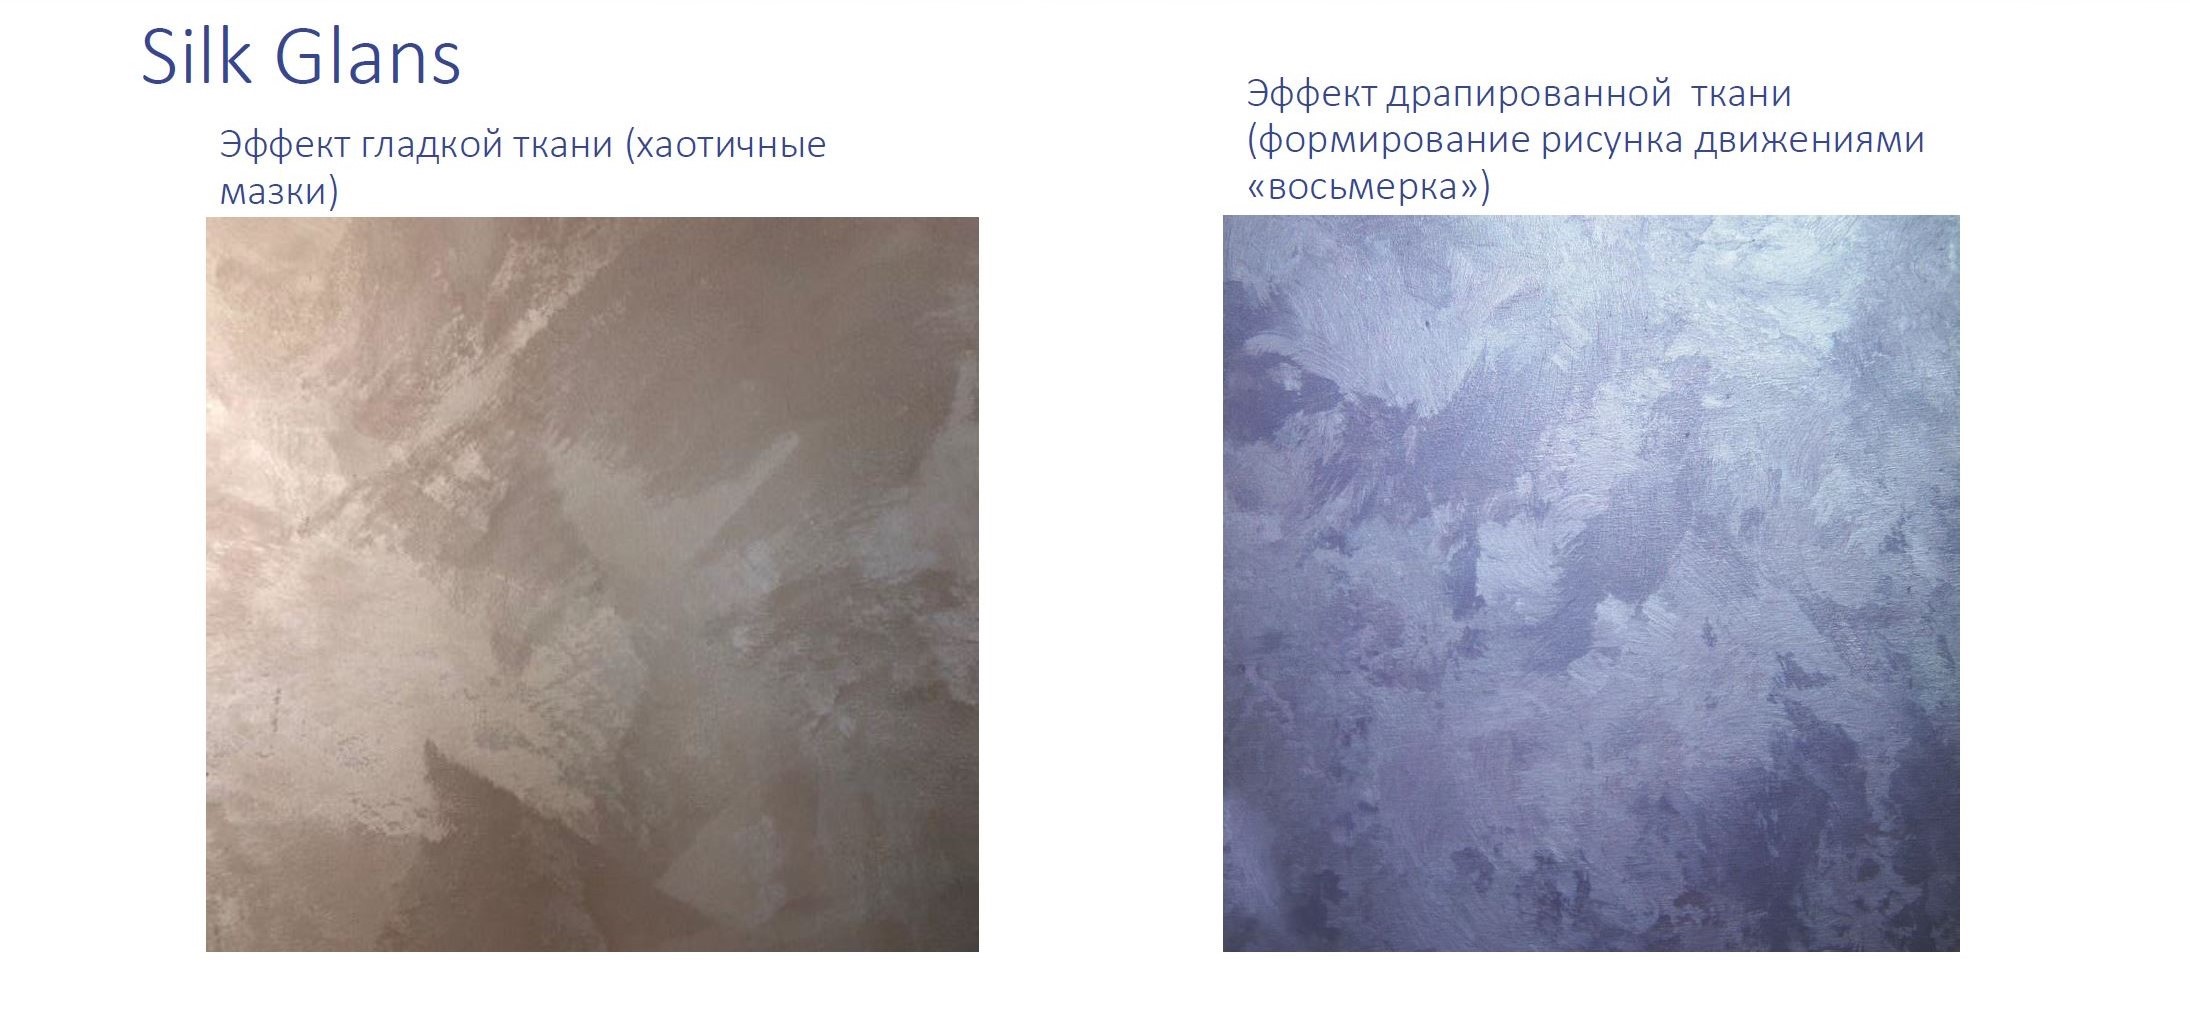 Silk Glans
Эффект гладкой ткани (хаотичные
мазки)
Эффект драпированной ткани
(формирование рисунка движениями
«восьмерка»)